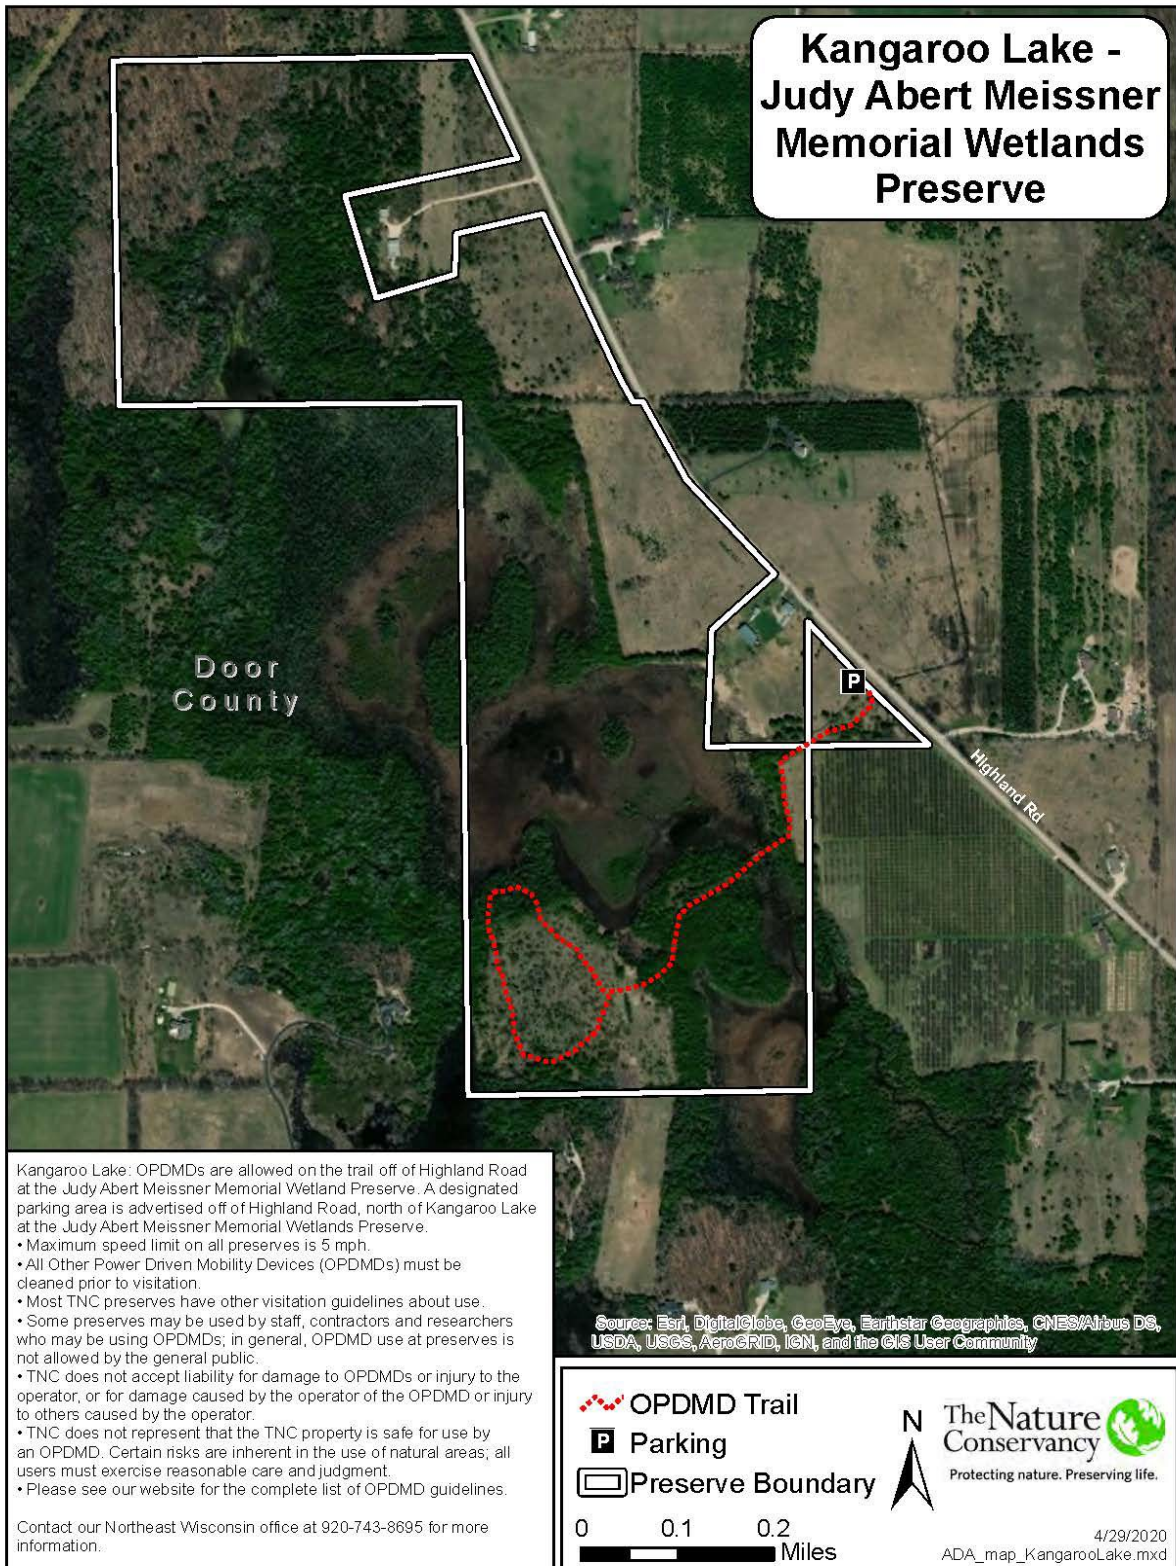 Kangaroo Lake -
Judy Abert Meissner
Memorial Wetlands
Preserve
P
Door
County
Highland Rd
Kangaroo Lake: OPDMDs are allowed on the trail off of Highland Road
at the Judy Abert Meissner Memorial Wetland Preserve. A designated
parking area is advertised off of Highland Road, north of Kangaroo Lake
at the Judy Abert Meissner Memorial Wetlands Preserve.
• Maximum speed limit on all preserves is 5 mph.
• All Other Power Driven Mobility Devices (OPDMDs) must be
cleaned prior to visitation.
• Most TNC preserves have other visitation guidelines about use.
• Some preserves may be used by staff, contractors and researchers
who may be using OPDMDs; in general, OPDMD use at preserves is
not allowed by the general public.
• TNC does not accept liability for damage to OPDMDs or injury to the
operator, or for damage caused by the operator of the OPDMD or injury
to others caused by the operator.
• TNC does not represent that the TNC property is safe for use by
an OPDMD. Certain risks are inherent in the use of natural areas; all
users must exercise reasonable care and judgment.
• Please see our website for the complete list of OPDMD guidelines.
Contact our Northeast Wisconsin office at 920-743-8695 for more
information.
Source: Esri, DigitalGlobe, GeoEye, Earthstar Geographics, CNES/Airbus DS,
USDA, USGS, AeroGRID, IGN, and the GIS User Community
OPDMD Trail
P Parking
Preserve Boundary
0 0.1 0.2
Miles
N
The Nature
Conservancy
Protecting nature. Preserving life.
4/29/2020
ADA_map_KangarooLake.mxd